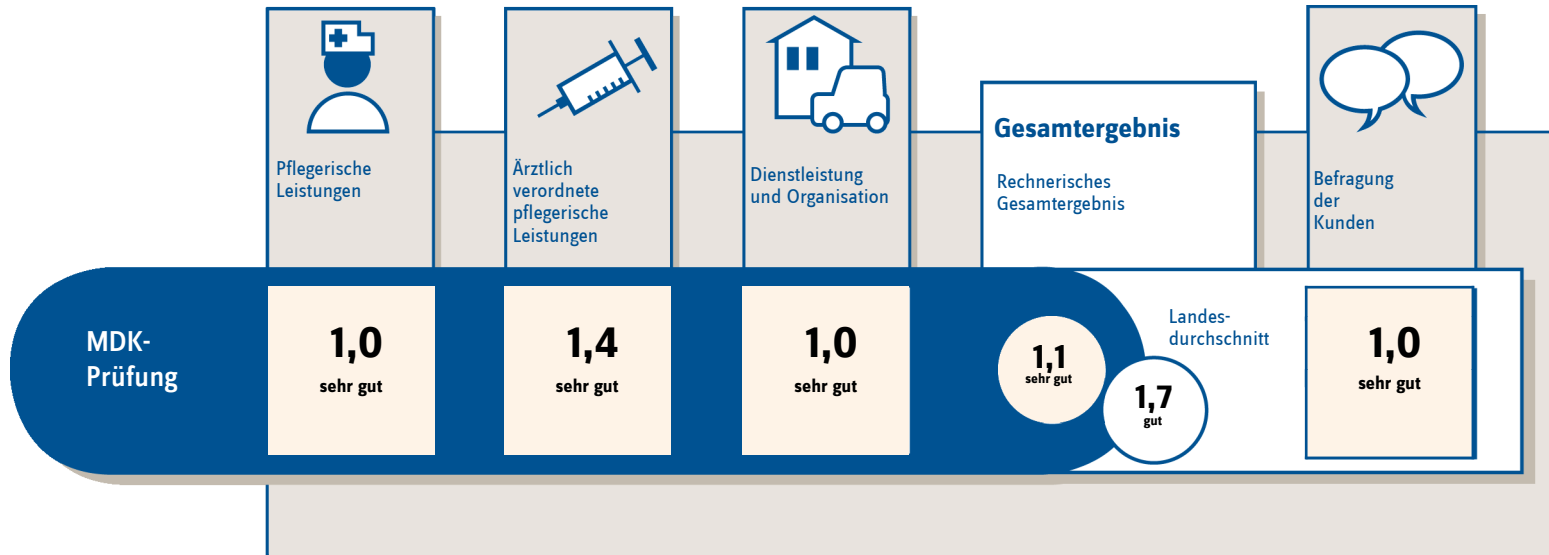 Pflegerische
Leistungen
Ärztlich
verordnete
pflegerische
Leistungen
Dienstleistung
und Organisation
Gesamtergebnis
Rechnerisches
Gesamtergebnis
Befragung
der
Kunden
MDK-
Prüfung
1,0
sehr gut
1,4
sehr gut
1,0
sehr gut
1,1
sehr gut
Landes-
durchschnitt
1,7
gut
1,0
sehr gut